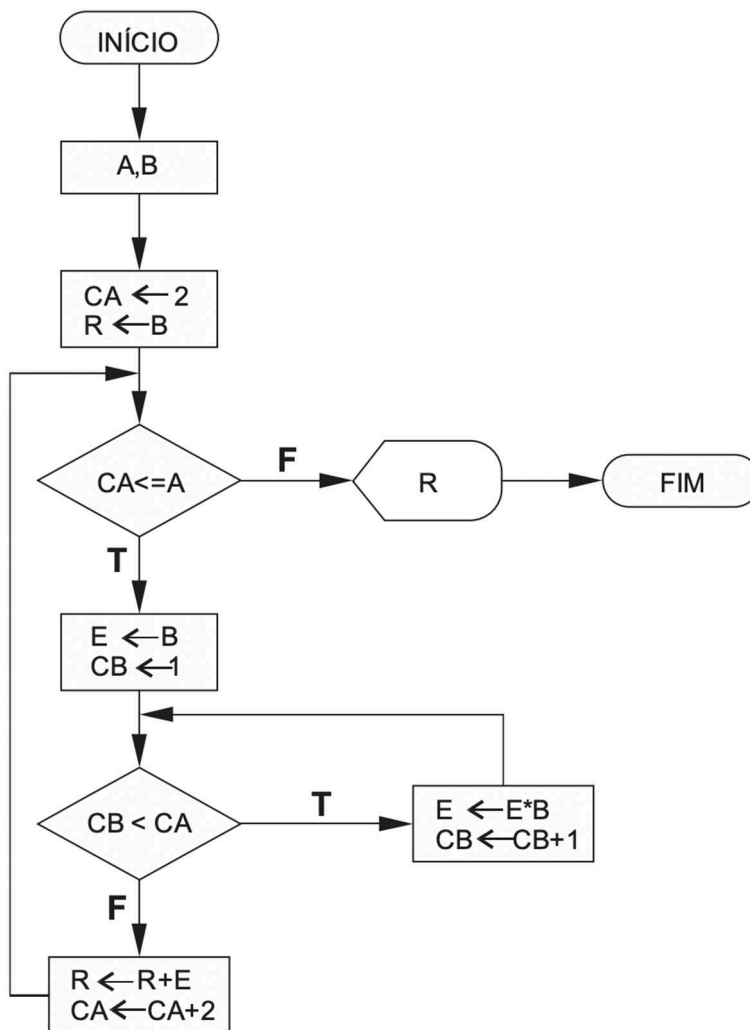 INÍCIO
A,B
CA ← 2
R ← B
CA<=A
F
R
FIM
T
E ← B
CB ← 1
CB < CA
T
E ← E*B
CB ← CB+1
F
R ← R+E
CA ← CA+2